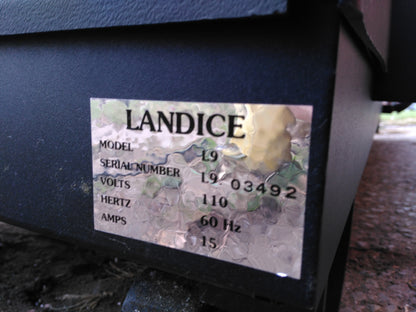 LANDICE
MODEL L9
SERIAL NUMBER L9 03492
VOLTS 110
HERTZ 60 Hz
AMPS 15